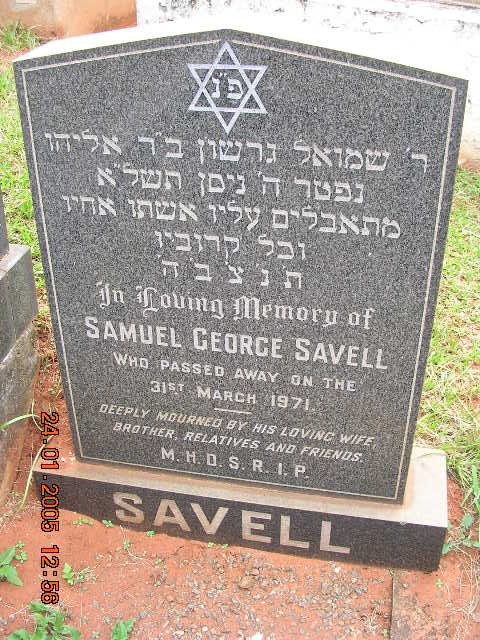 פ"נ
ר' שמואל גרשון ב"ר אליהו
נפטר ה' ניסן תשל"א
מתאבלים עליו אשתו אחיו
וכל קרוביו
ת' נ' צ' ב' ה'
In Loving Memory of
SAMUEL GEORGE SAVELL
WHO PASSED AWAY ON THE
31ST MARCH 1971.
DEEPLY MOURNED BY HIS LOVING WIFE,
BROTHER, RELATIVES AND FRIENDS.
M.H.D.S.R.I.P.
SAVELL
24.01.2005 12:56